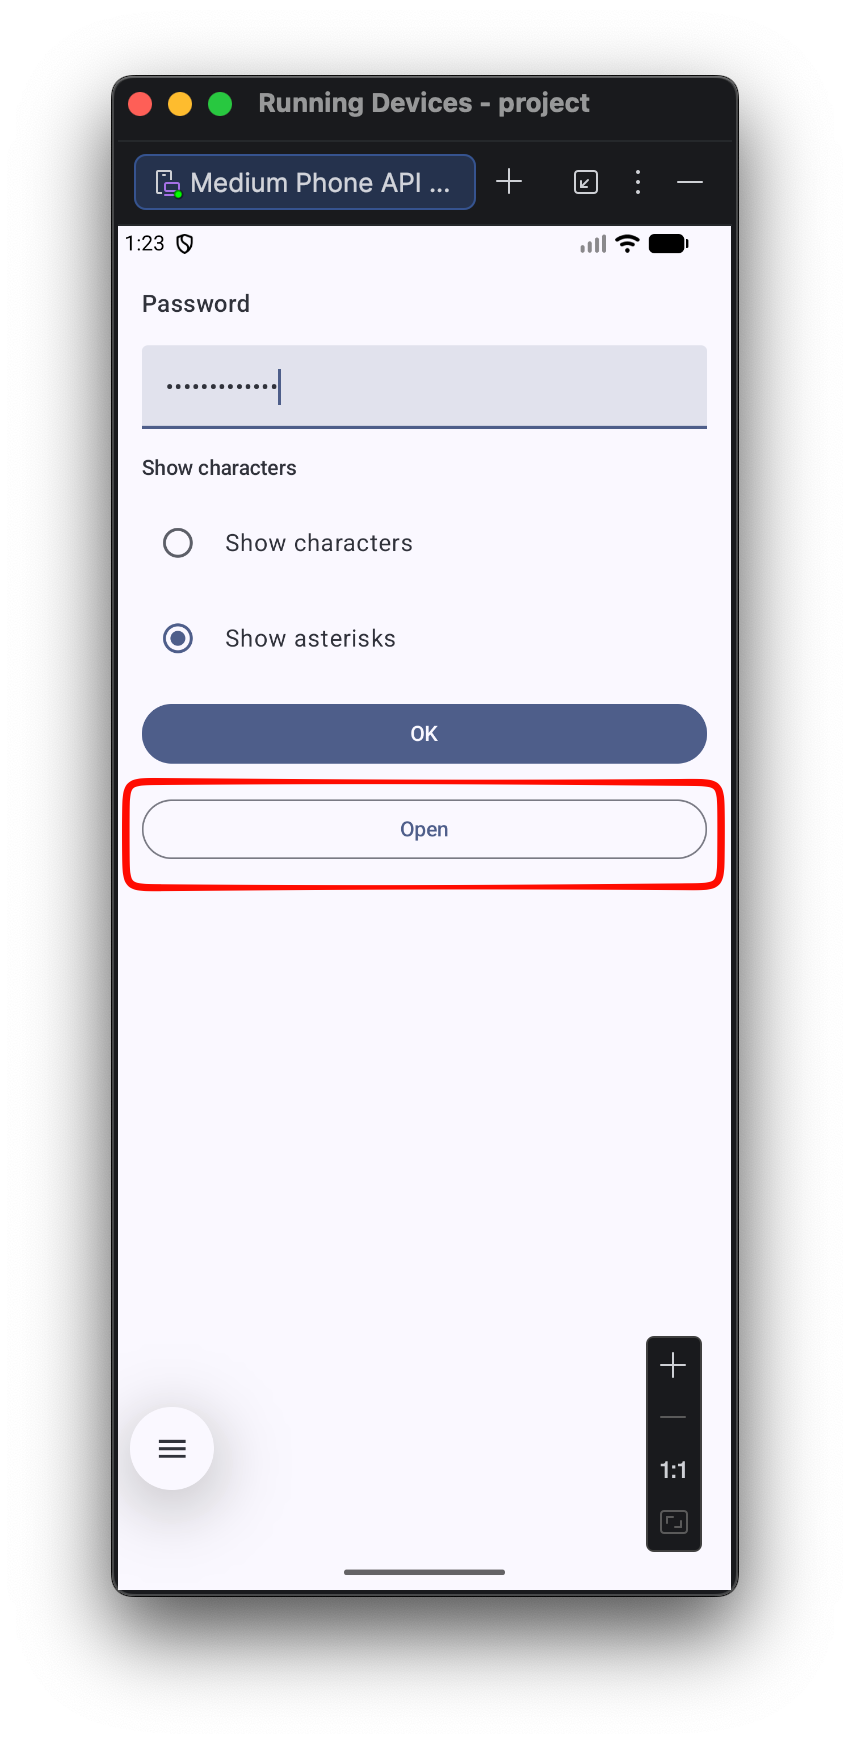 Running Devices - project
Medium Phone API ...
1:23
Password
•••••••••••••
Show characters
Show characters
Show asterisks
OK
Open
1:1